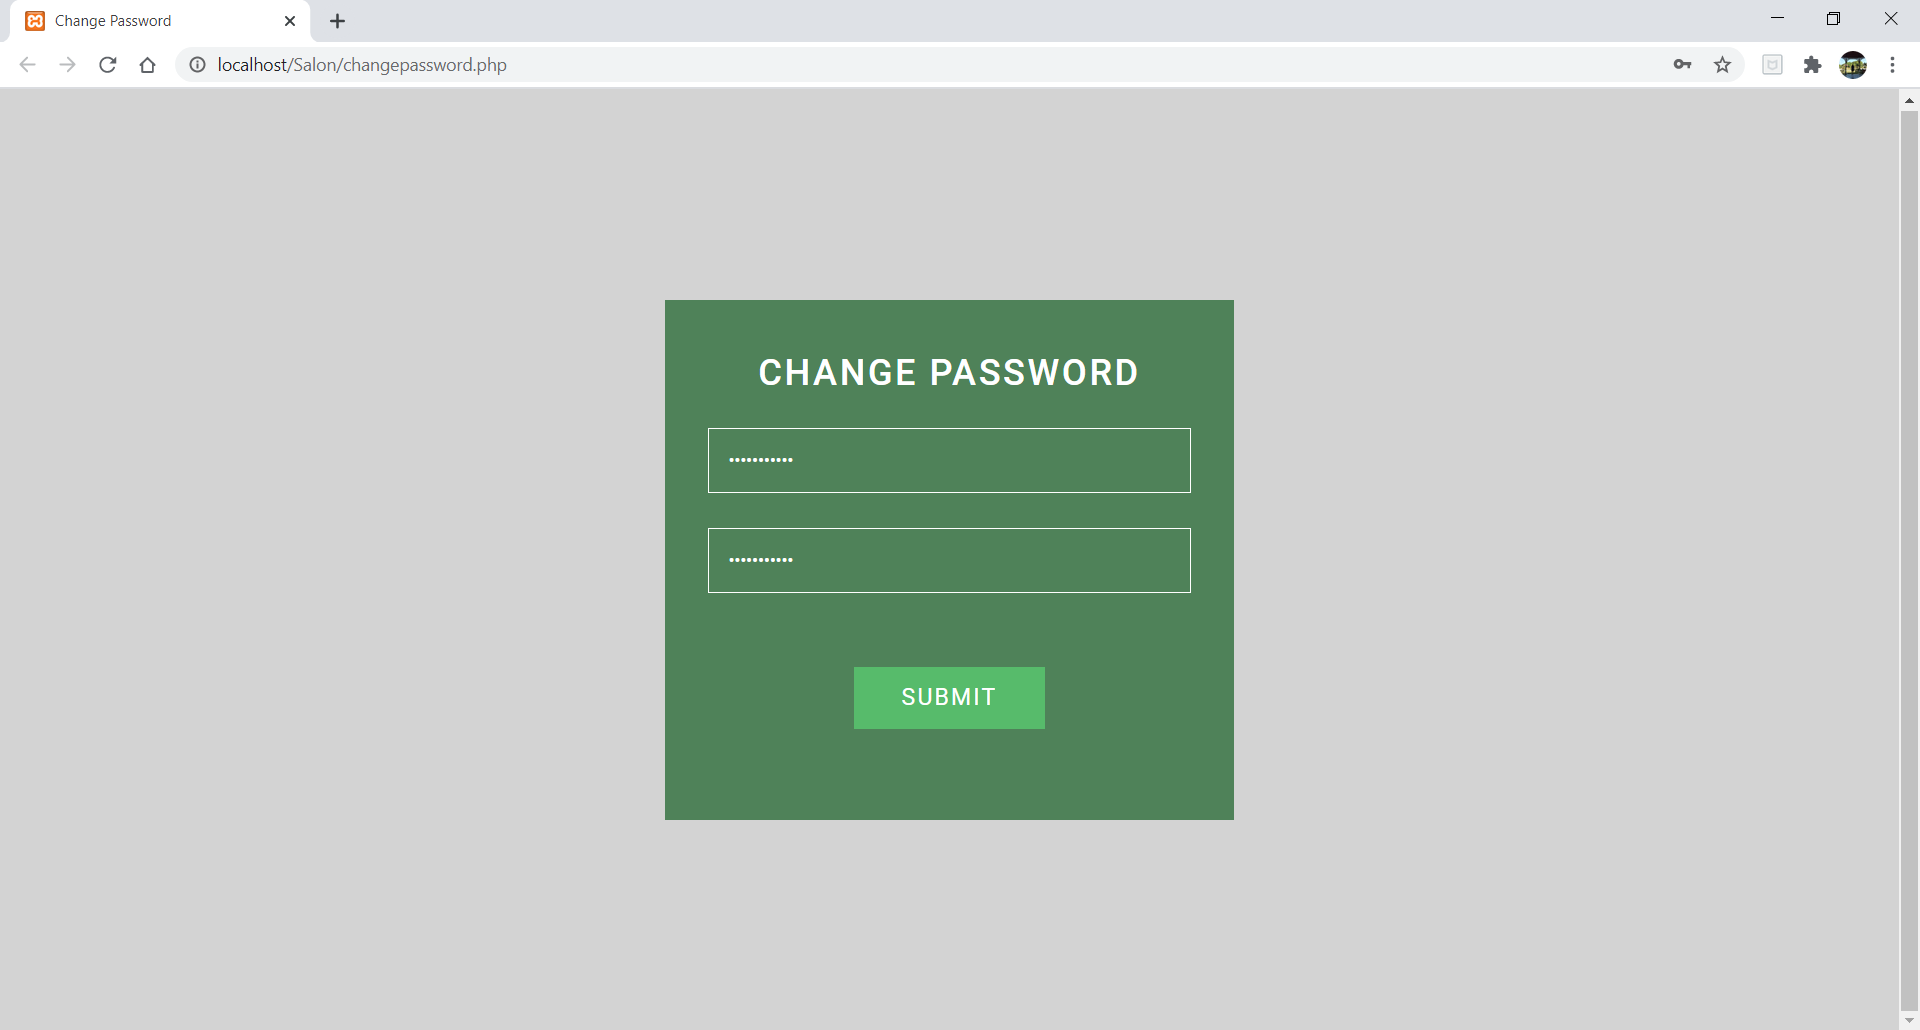 Change Password
localhost/Salon/changepassword.php
CHANGE PASSWORD
•••••••••••
•••••••••••
SUBMIT